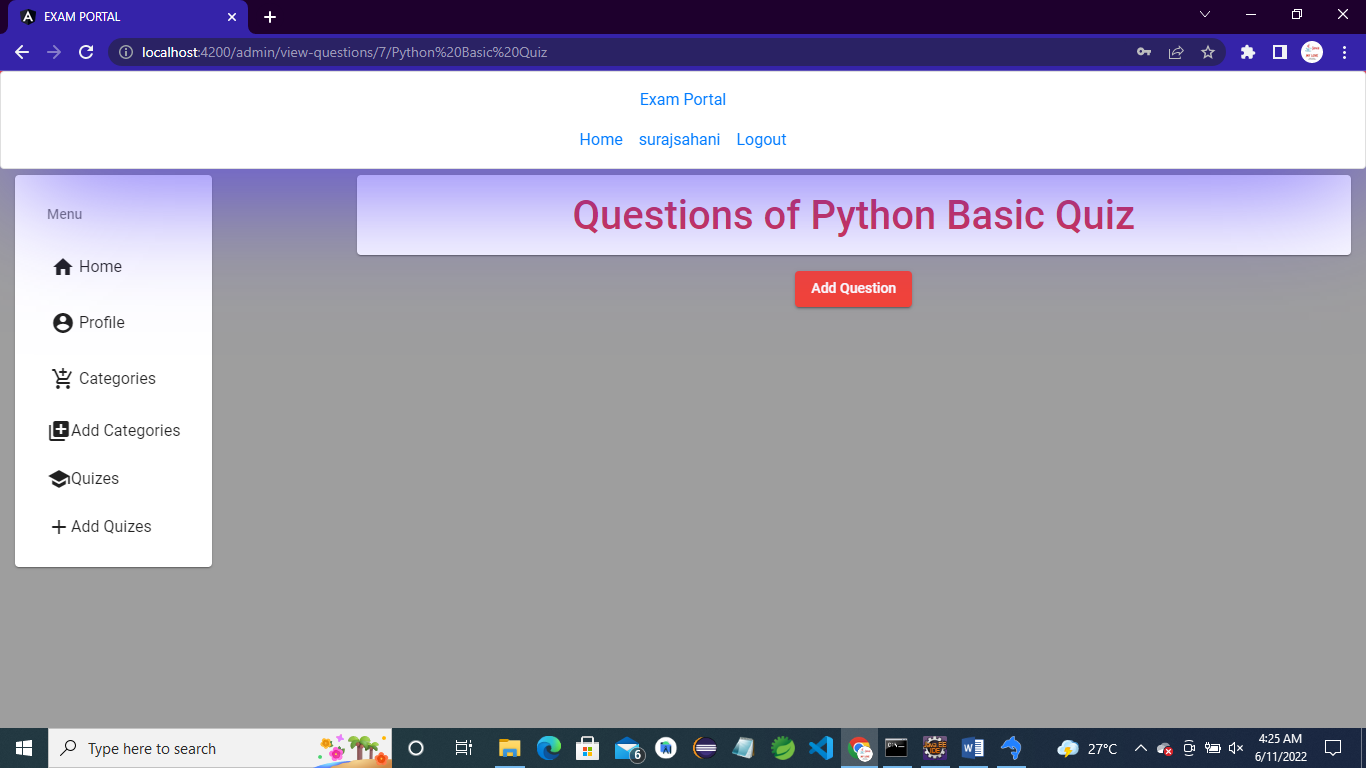 EXAM PORTAL
localhost:4200/admin/view-questions/7/Python%20Basic%20Quiz
Exam Portal
Home surajsahani Logout
Menu
Home
Profile
Categories
Add Categories
Quizes
Add Quizes
Questions of Python Basic Quiz
Add Question
Type here to search
6
27°C
4:25 AM
6/11/2022